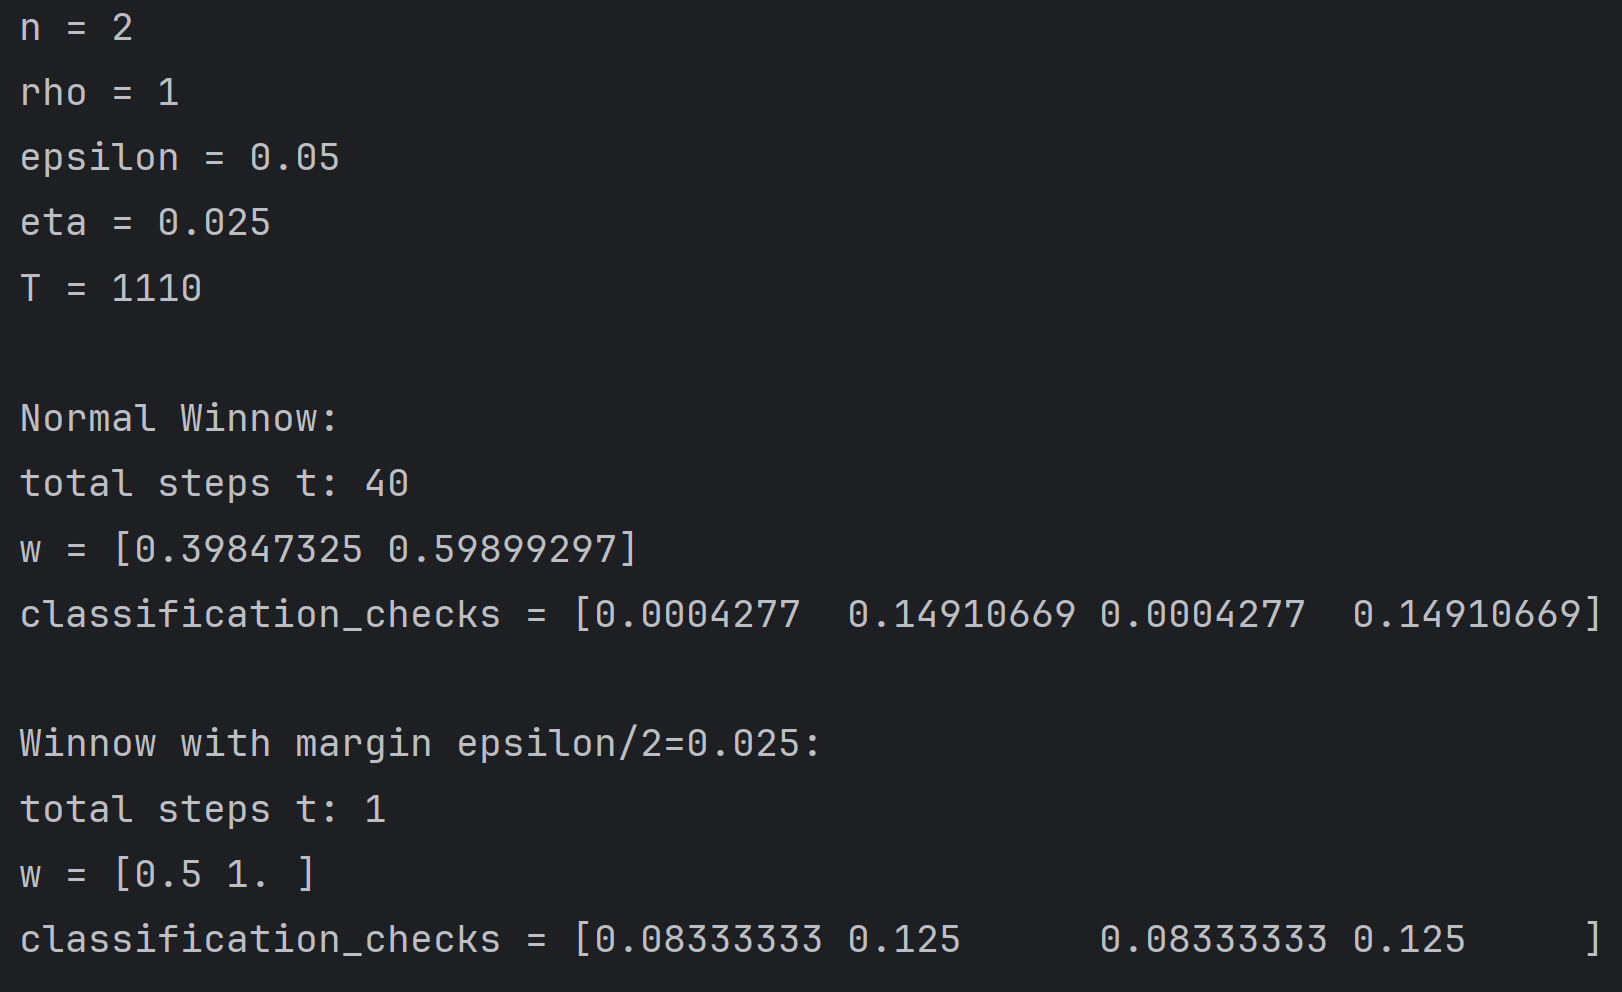 n = 2
rho = 1
epsilon = 0.05
eta = 0.025
T = 1110
Normal Winnow:
total steps t: 40
w = [0.39847325 0.59899297]
classification_checks = [0.0004277  0.14910669 0.0004277  0.14910669]
Winnow with margin epsilon/2=0.025:
total steps t: 1
w = [0.5 1. ]
classification_checks = [0.08333333 0.125      0.08333333 0.125     ]